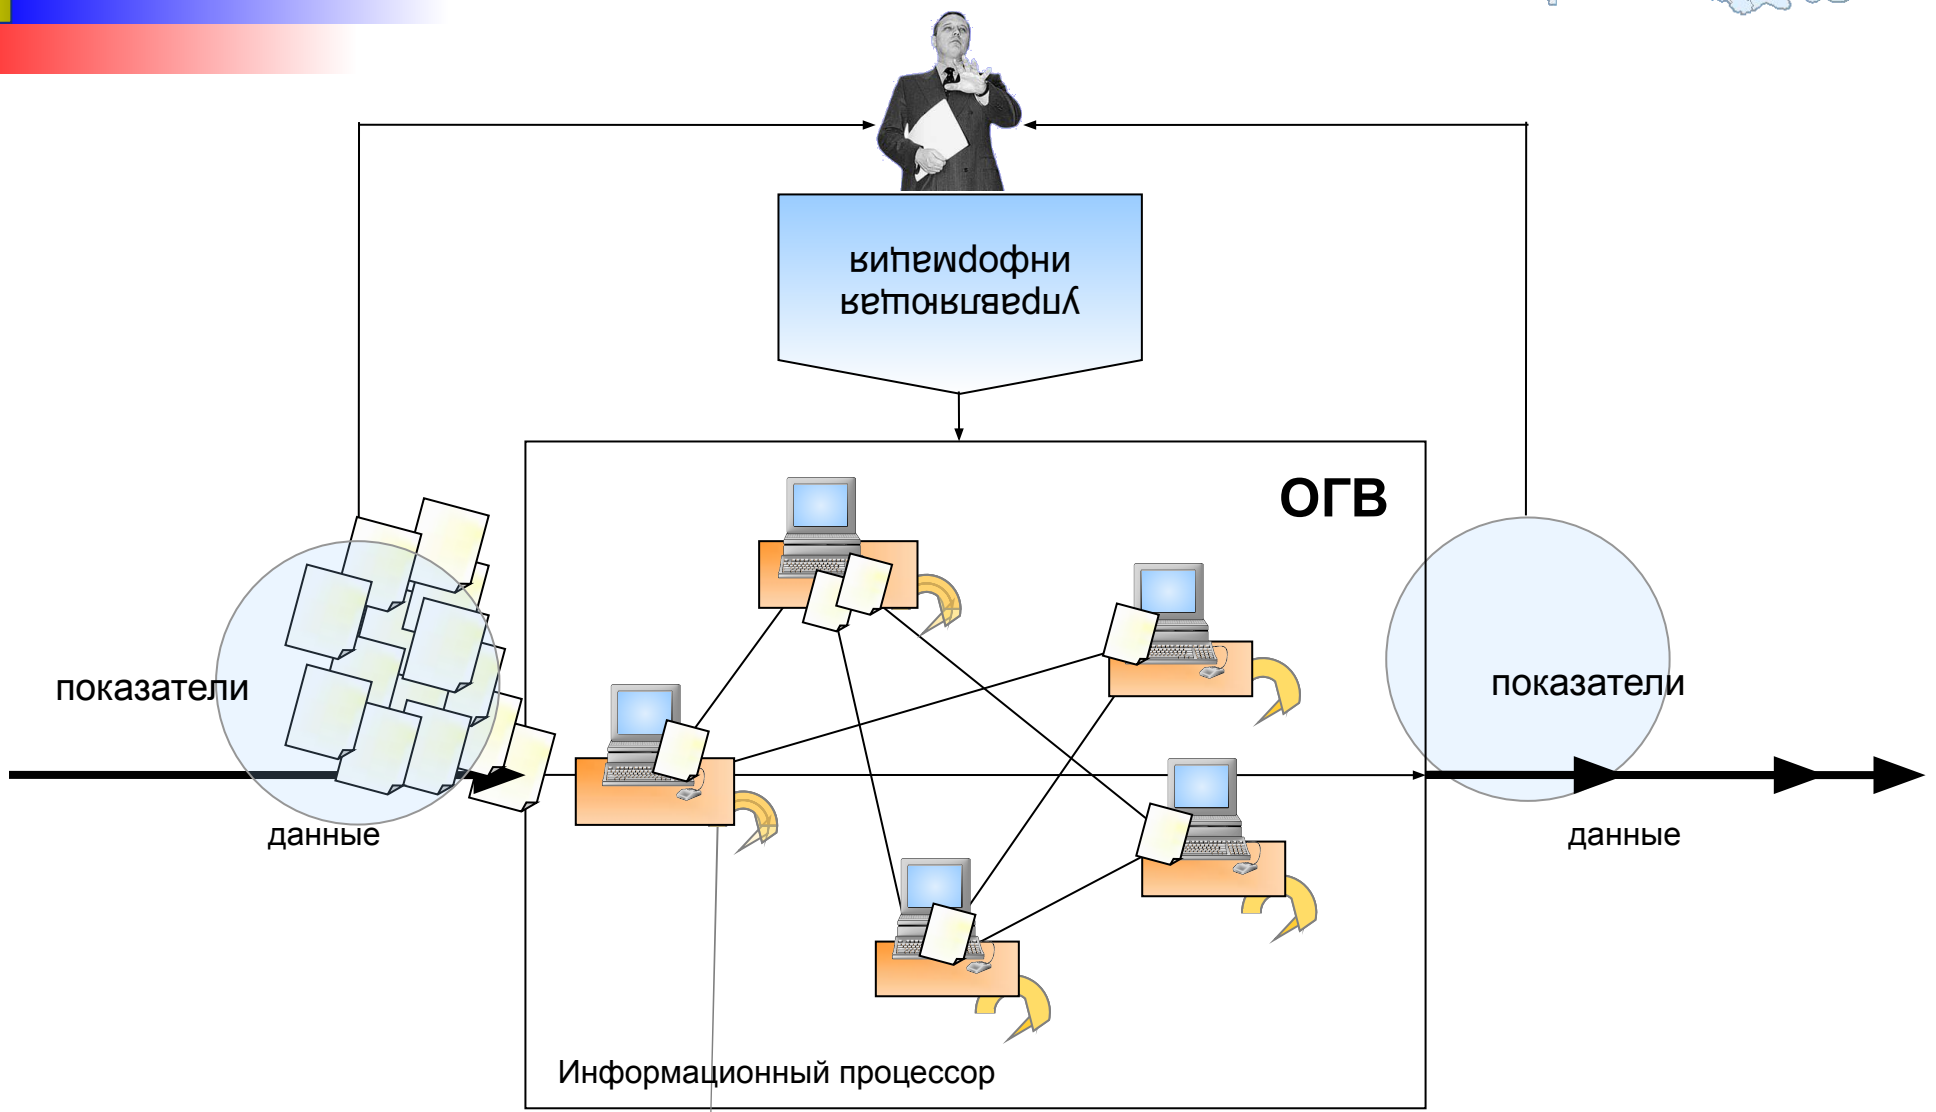 управляющая
информация
ОГВ
показатели
показатели
данные
данные
Информационный процессор